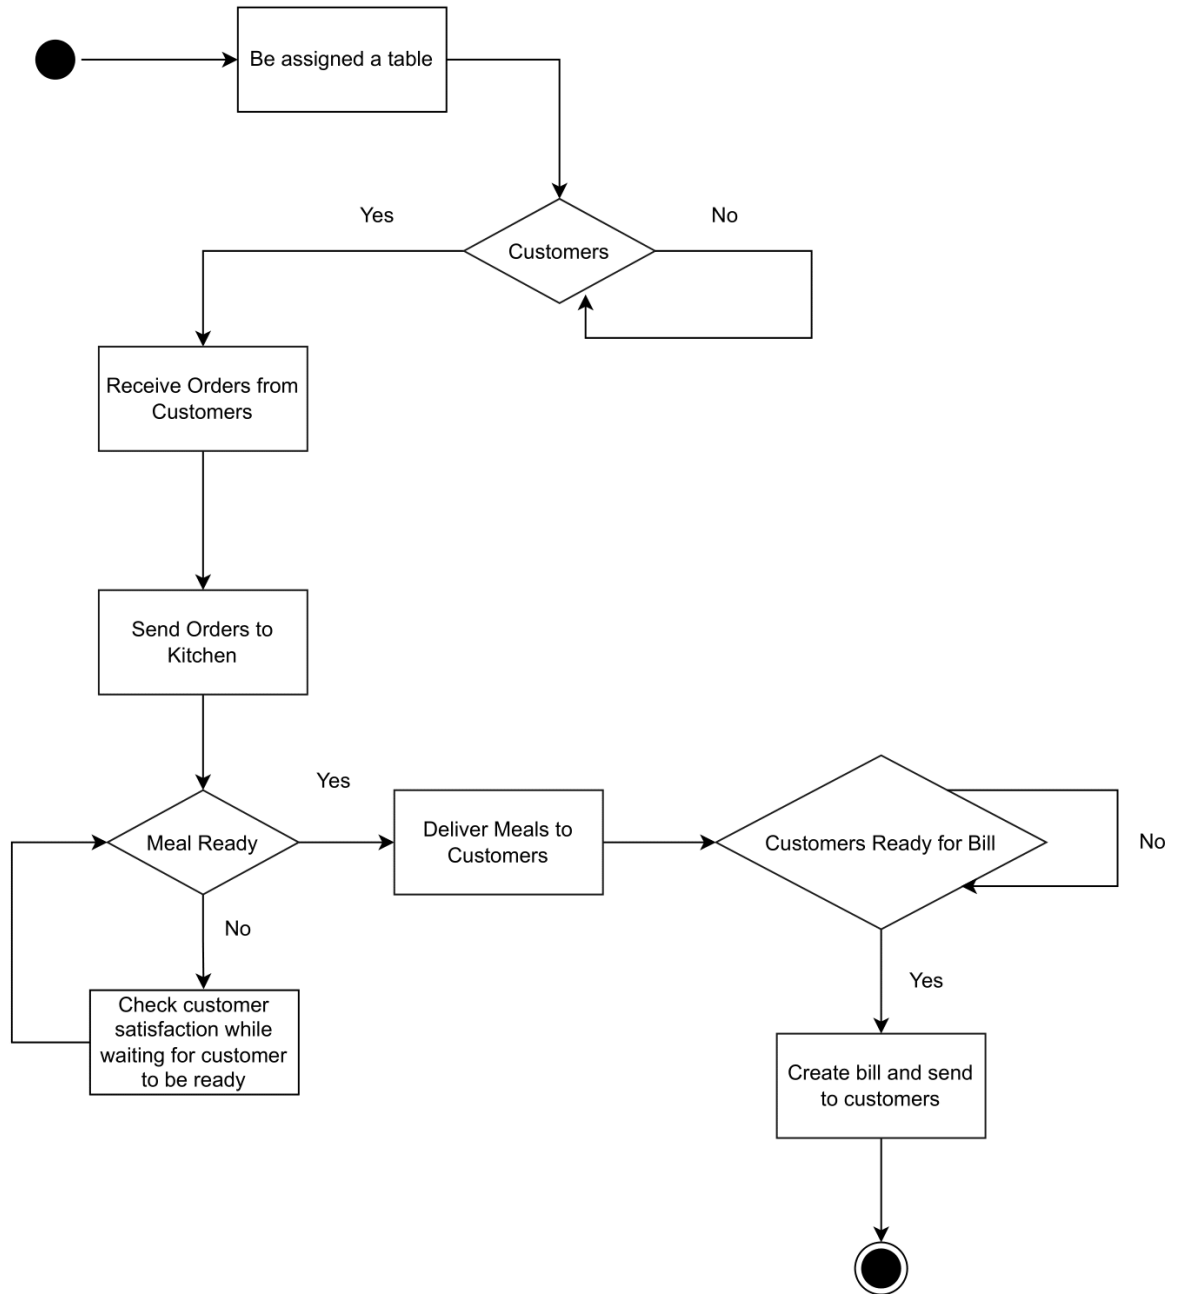 Be assigned a table
Yes
No
Customers
Receive Orders from
Customers
Send Orders to
Kitchen
Yes
Meal Ready
Deliver Meals to
Customers
Customers Ready for Bill
No
No
Yes
Check customer
satisfaction while
waiting for customer
to be ready
Create bill and send
to customers